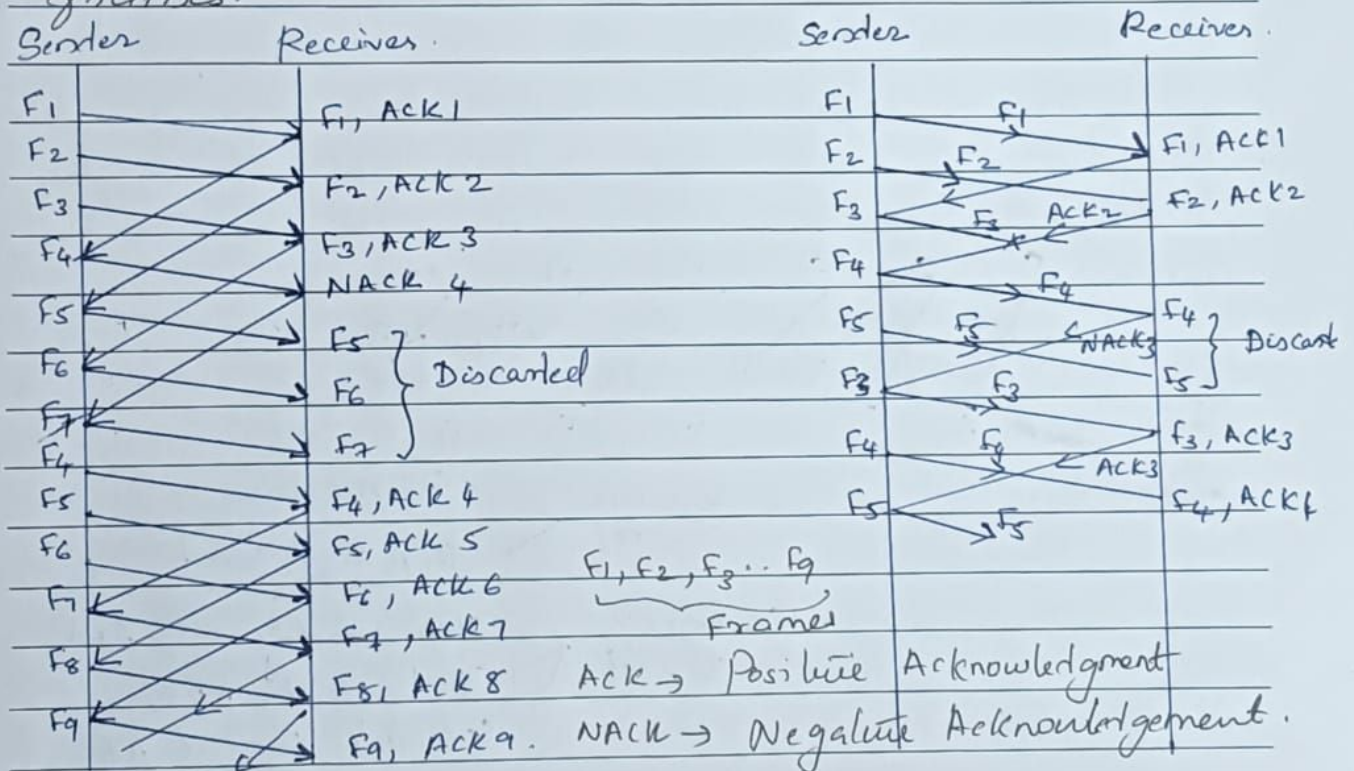 Sender Receiver.
F1 F1, ACK1
F2 F2, ACK 2
F3 F3, ACK 3
F4 NACK 4
F5 F5
F6 F6 Discarded
F7 F7
F4 F4, ACK 4
F5 F5, ACK 5
F6 F6, ACK 6
F7 F7, ACK 7
F8 F8, ACK 8
F9 F9, ACK 9.
Sender Receiver.
F1 F1 F1, ACK1
F2 F2 F2, ACK2
F3 F3 ACK2
F4 F4 F4
F5 F5 NACK3 Discard
F3 F3 F5
F4 F4 F3, ACK3
ACK3
F5 F5 F4, ACK4
F1, F2, F3 .. F9
Frames
ACK → Positive Acknowledgment
NACK → Negative Acknowledgement.